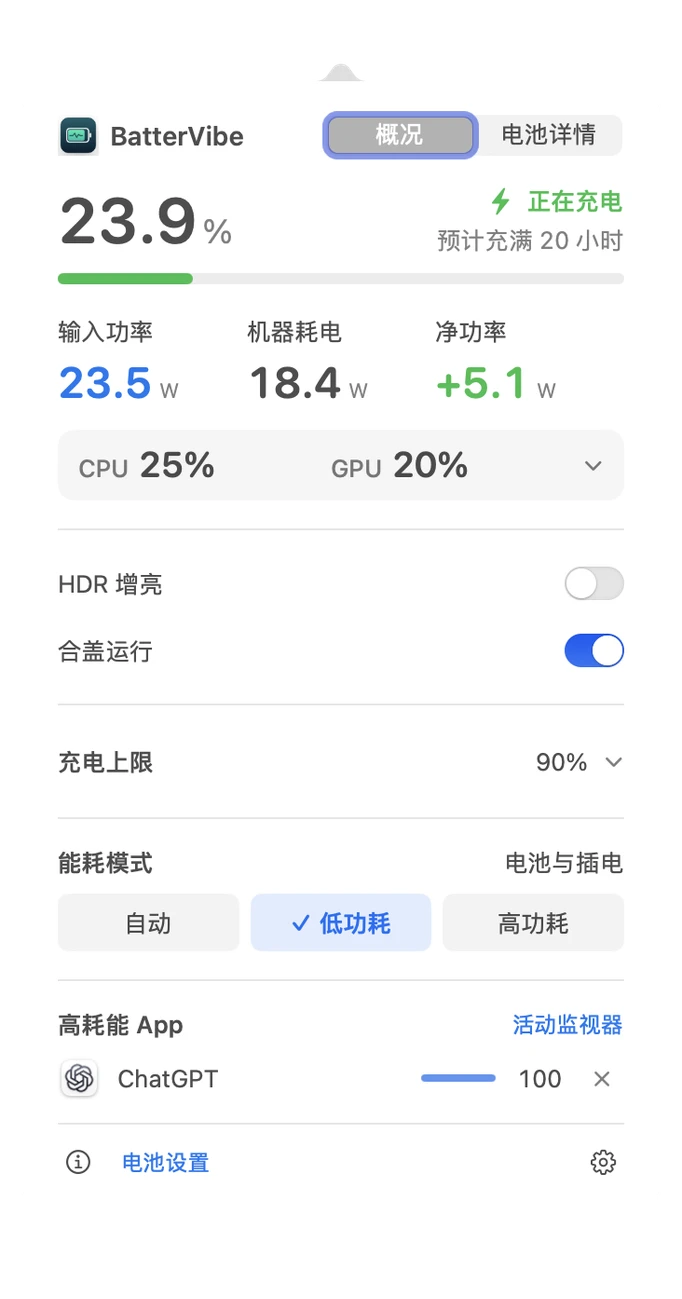 BatterVibe 概况 电池详情
23.9 % 正在充电
预计充满 20 小时
输入功率 机器耗电 净功率
23.5 W 18.4 W +5.1 W
CPU 25% GPU 20%
HDR 增亮
合盖运行
充电上限 90%
能耗模式 电池与插电
自动 低功耗 高功耗
高耗能 App 活动监视器
ChatGPT 100
电池设置